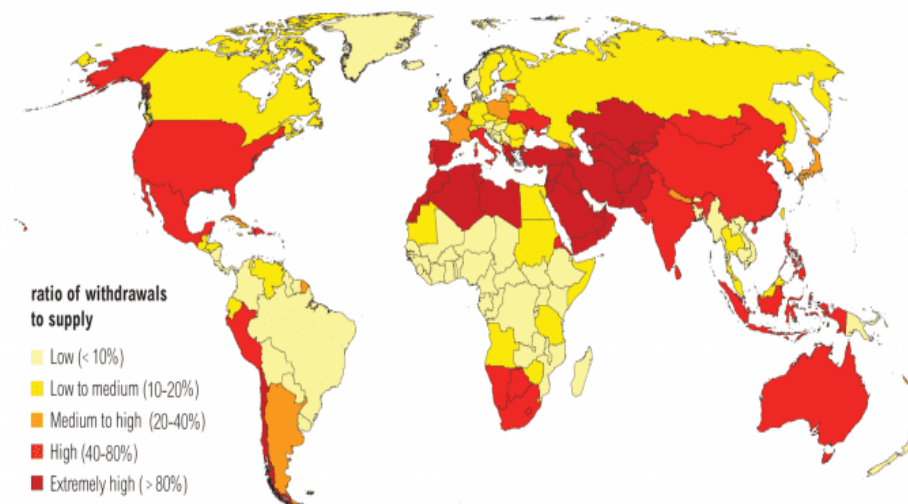 ratio of withdrawals
to supply
Low (< 10%)
Low to medium (10-20%)
Medium to high (20-40%)
High (40-80%)
Extremely high (> 80%)